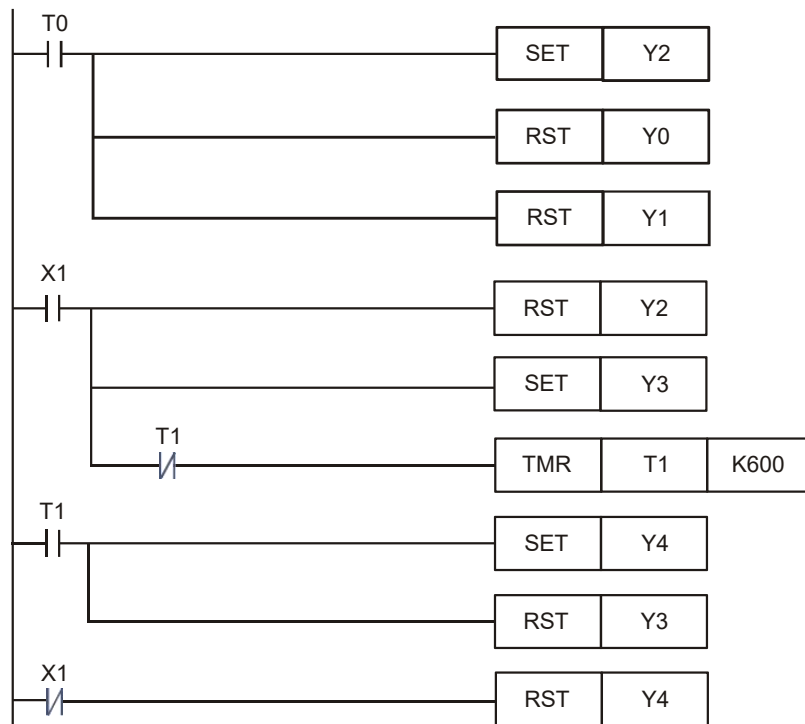 T0
SET Y2
RST Y0
RST Y1
X1
RST Y2
SET Y3
T1
TMR T1 K600
T1
SET Y4
RST Y3
X1
RST Y4